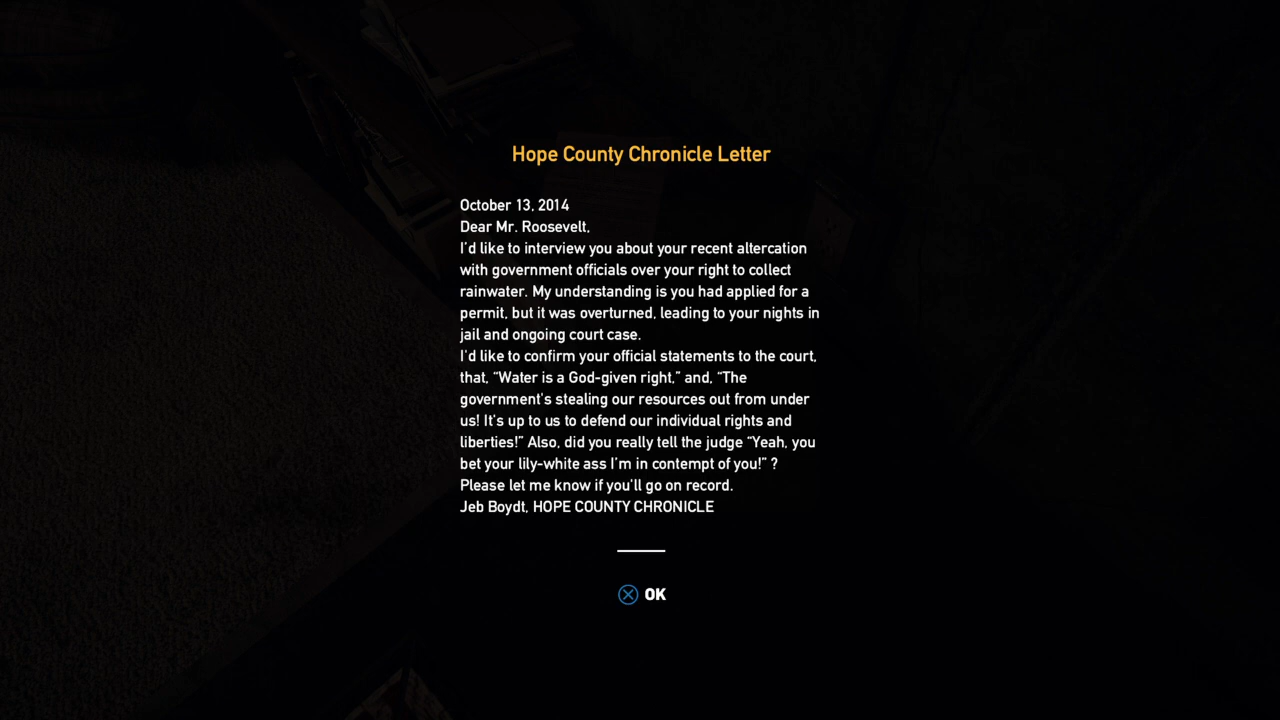 Hope County Chronicle Letter
October 13, 2014
Dear Mr. Roosevelt,
I'd like to interview you about your recent altercation
with government officials over your right to collect
rainwater. My understanding is you had applied for a
permit, but it was overturned, leading to your nights in
jail and ongoing court case.
I'd like to confirm your official statements to the court,
that, “Water is a God-given right,” and, “The
government's stealing our resources out from under
us! It's up to us to defend our individual rights and
liberties!” Also, did you really tell the judge “Yeah, you
bet your lily-white ass I'm in contempt of you!” ?
Please let me know if you'll go on record.
Jeb Boydt, HOPE COUNTY CHRONICLE
OK